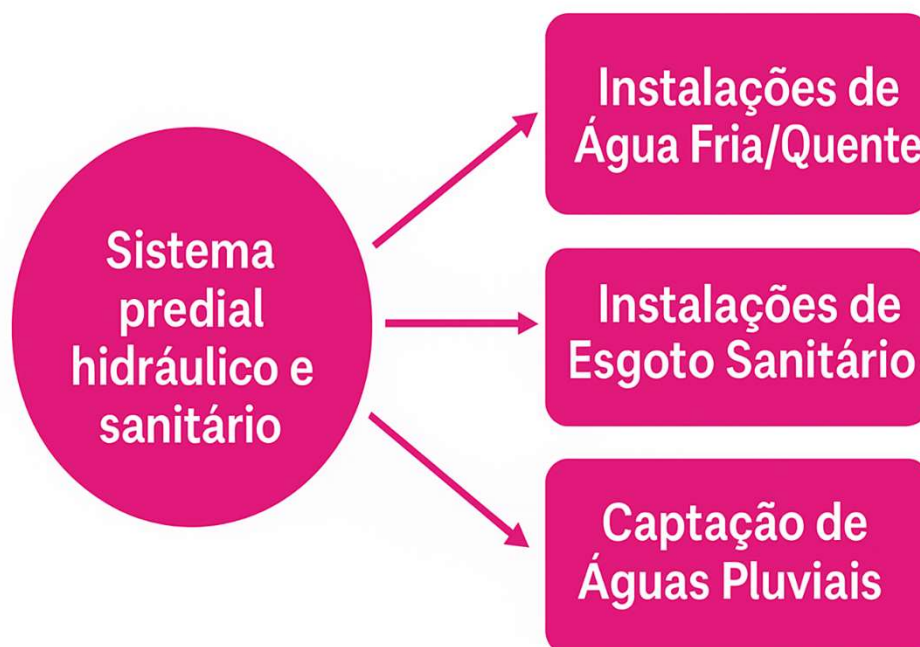 Sistema
predial
hidráulico e
sanitário
Instalações de
Água Fria/Quente
Instalações de
Esgoto Sanitário
Captação de
Águas Pluviais